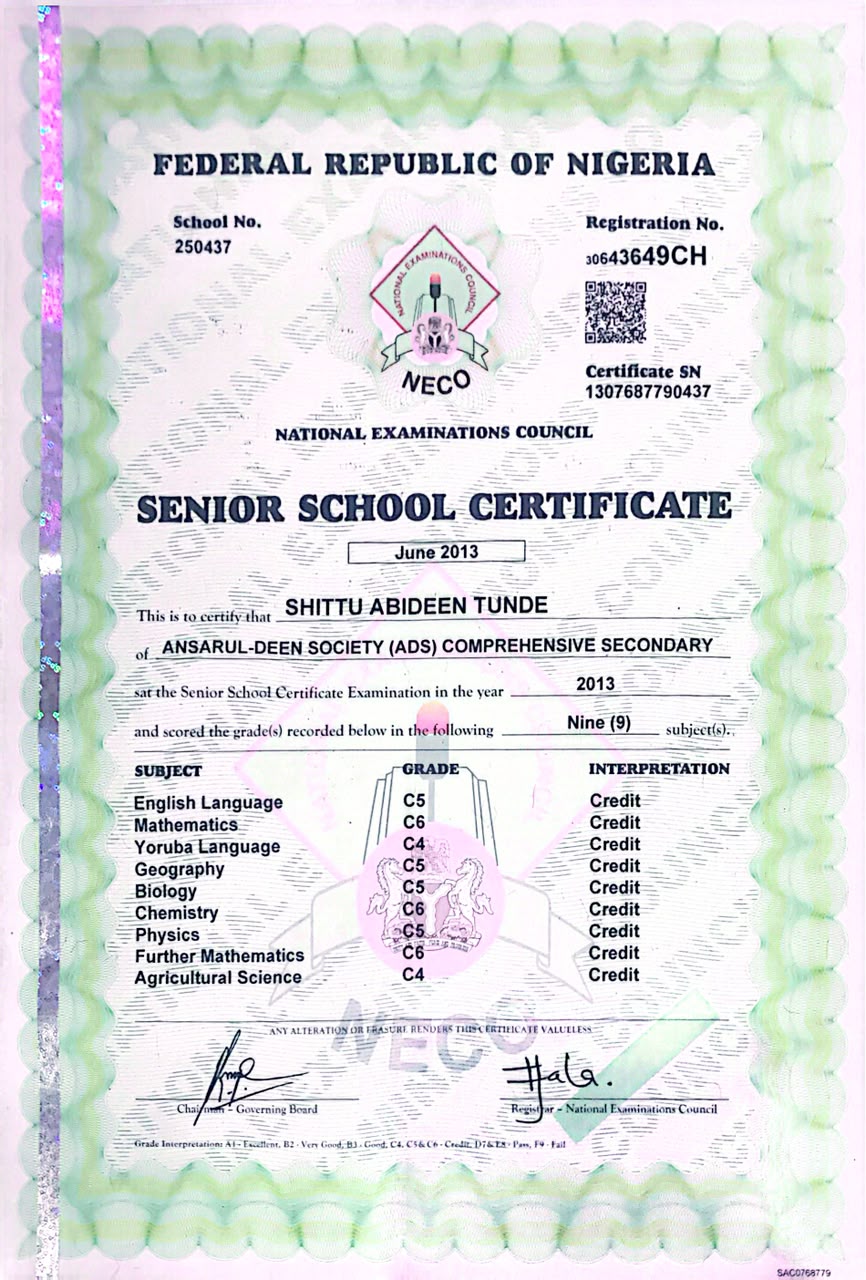 FEDERAL REPUBLIC OF NIGERIA
School No.
250437
Registration No.
30643649CH
NATIONAL EXAMINATIONS COUNCIL
NECO
Certificate SN
1307687790437
NATIONAL EXAMINATIONS COUNCIL
SENIOR SCHOOL CERTIFICATE
June 2013
This is to certify that SHITTU ABIDEEN TUNDE
of ANSARUL-DEEN SOCIETY (ADS) COMPREHENSIVE SECONDARY
sat the Senior School Certificate Examination in the year 2013
and scored the grade(s) recorded below in the following Nine (9) subject(s).
SUBJECT GRADE INTERPRETATION
English Language C5 Credit
Mathematics C6 Credit
Yoruba Language C4 Credit
Geography C5 Credit
Biology C5 Credit
Chemistry C6 Credit
Physics C5 Credit
Further Mathematics C6 Credit
Agricultural Science C4 Credit
NECO
ANY ALTERATION OR ERASURE RENDERS THIS CERTIFICATE VALUELESS
Chairman - Governing Board
Registrar - National Examinations Council
Grade Interpretation: A1 - Excellent, B2 - Very Good, B3 - Good, C4, C5 & C6 - Credit, D7 & E8 - Pass, F9 - Fail
SAC0768779